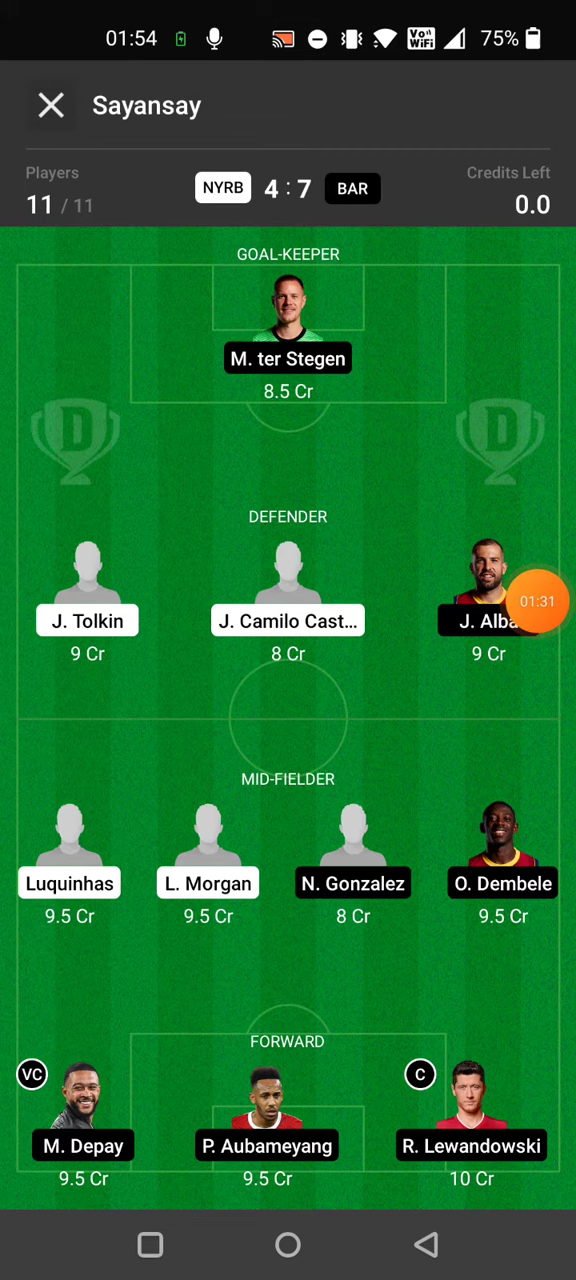 01:54
Vo))
WiFi
75%
Sayansay
Players
Credits Left
NYRB 4 : 7 BAR
11 / 11
0.0
GOAL-KEEPER
M. ter Stegen
8.5 Cr
D D
DEFENDER
01:31
J. Tolkin J. Camilo Cast... J. Alba
9 Cr 8 Cr 9 Cr
MID-FIELDER
Luquinhas L. Morgan N. Gonzalez O. Dembele
9.5 Cr 9.5 Cr 8 Cr 9.5 Cr
FORWARD
VC C
M. Depay P. Aubameyang R. Lewandowski
9.5 Cr 9.5 Cr 10 Cr